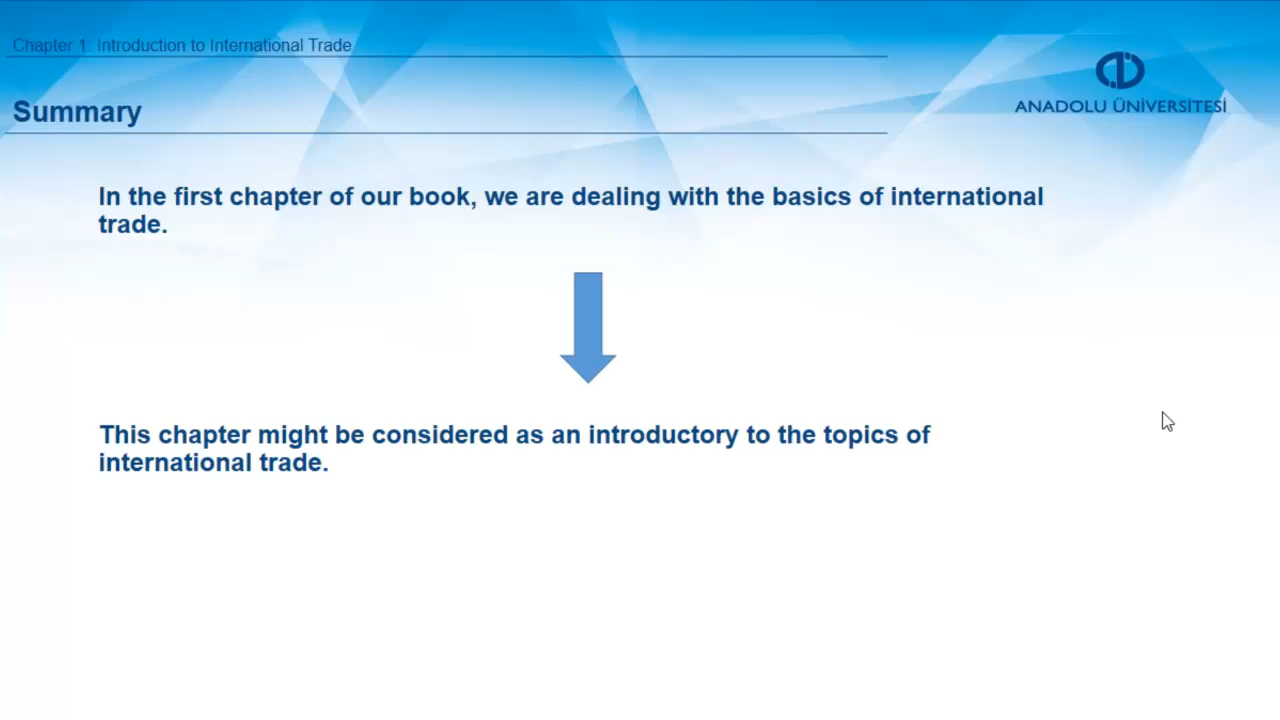 Chapter 1: Introduction to International Trade
ANADOLU ÜNİVERSİTESİ
Summary
In the first chapter of our book, we are dealing with the basics of international
trade.
This chapter might be considered as an introductory to the topics of
international trade.